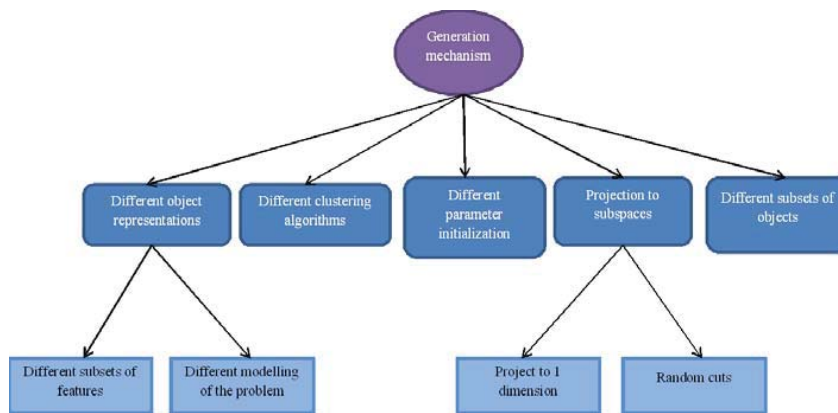 Generation
mechanism
Different object
representations
Different clustering
algorithms
Different
parameter
initialization
Projection to
subspaces
Different subsets of
objects
Different subsets of
features
Different modelling
of the problem
Project to 1
dimension
Random cuts